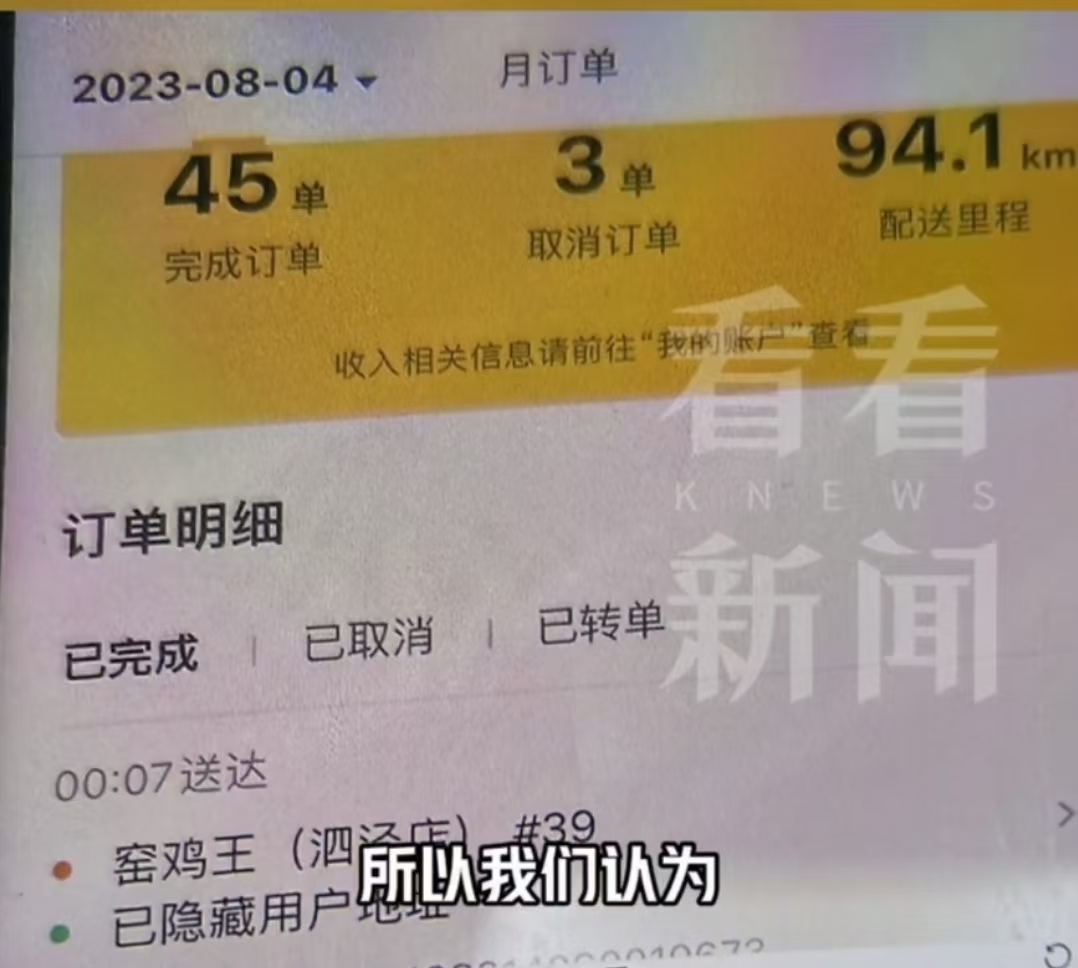 2023-08-04 月订单
45单 3单 94.1km
完成订单 取消订单 配送里程
收入相关信息请前往“我的账户”查看
看看
KNEWS
新闻
订单明细
已完成 | 已取消 | 已转单
00:07送达
窑鸡王（泗泾店） #39
已隐藏用户地址
所以我们认为